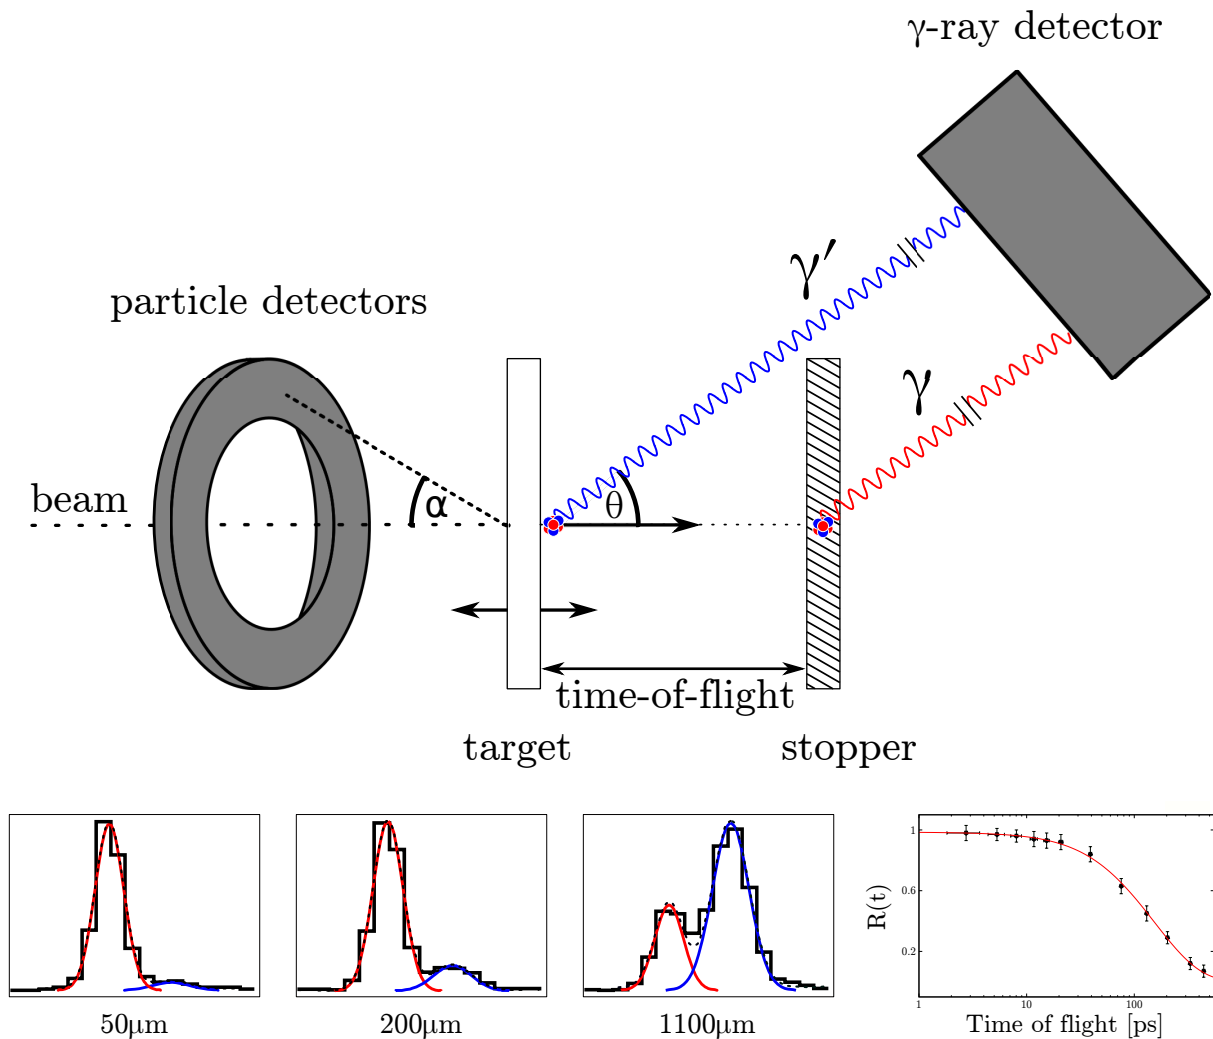 γ-ray detector
γ′
particle detectors
γ
beam
α
θ
time-of-flight
target
stopper
50µm
200µm
1100µm
R(t)
1
0.6
0.2
1
10
100
Time of flight [ps]